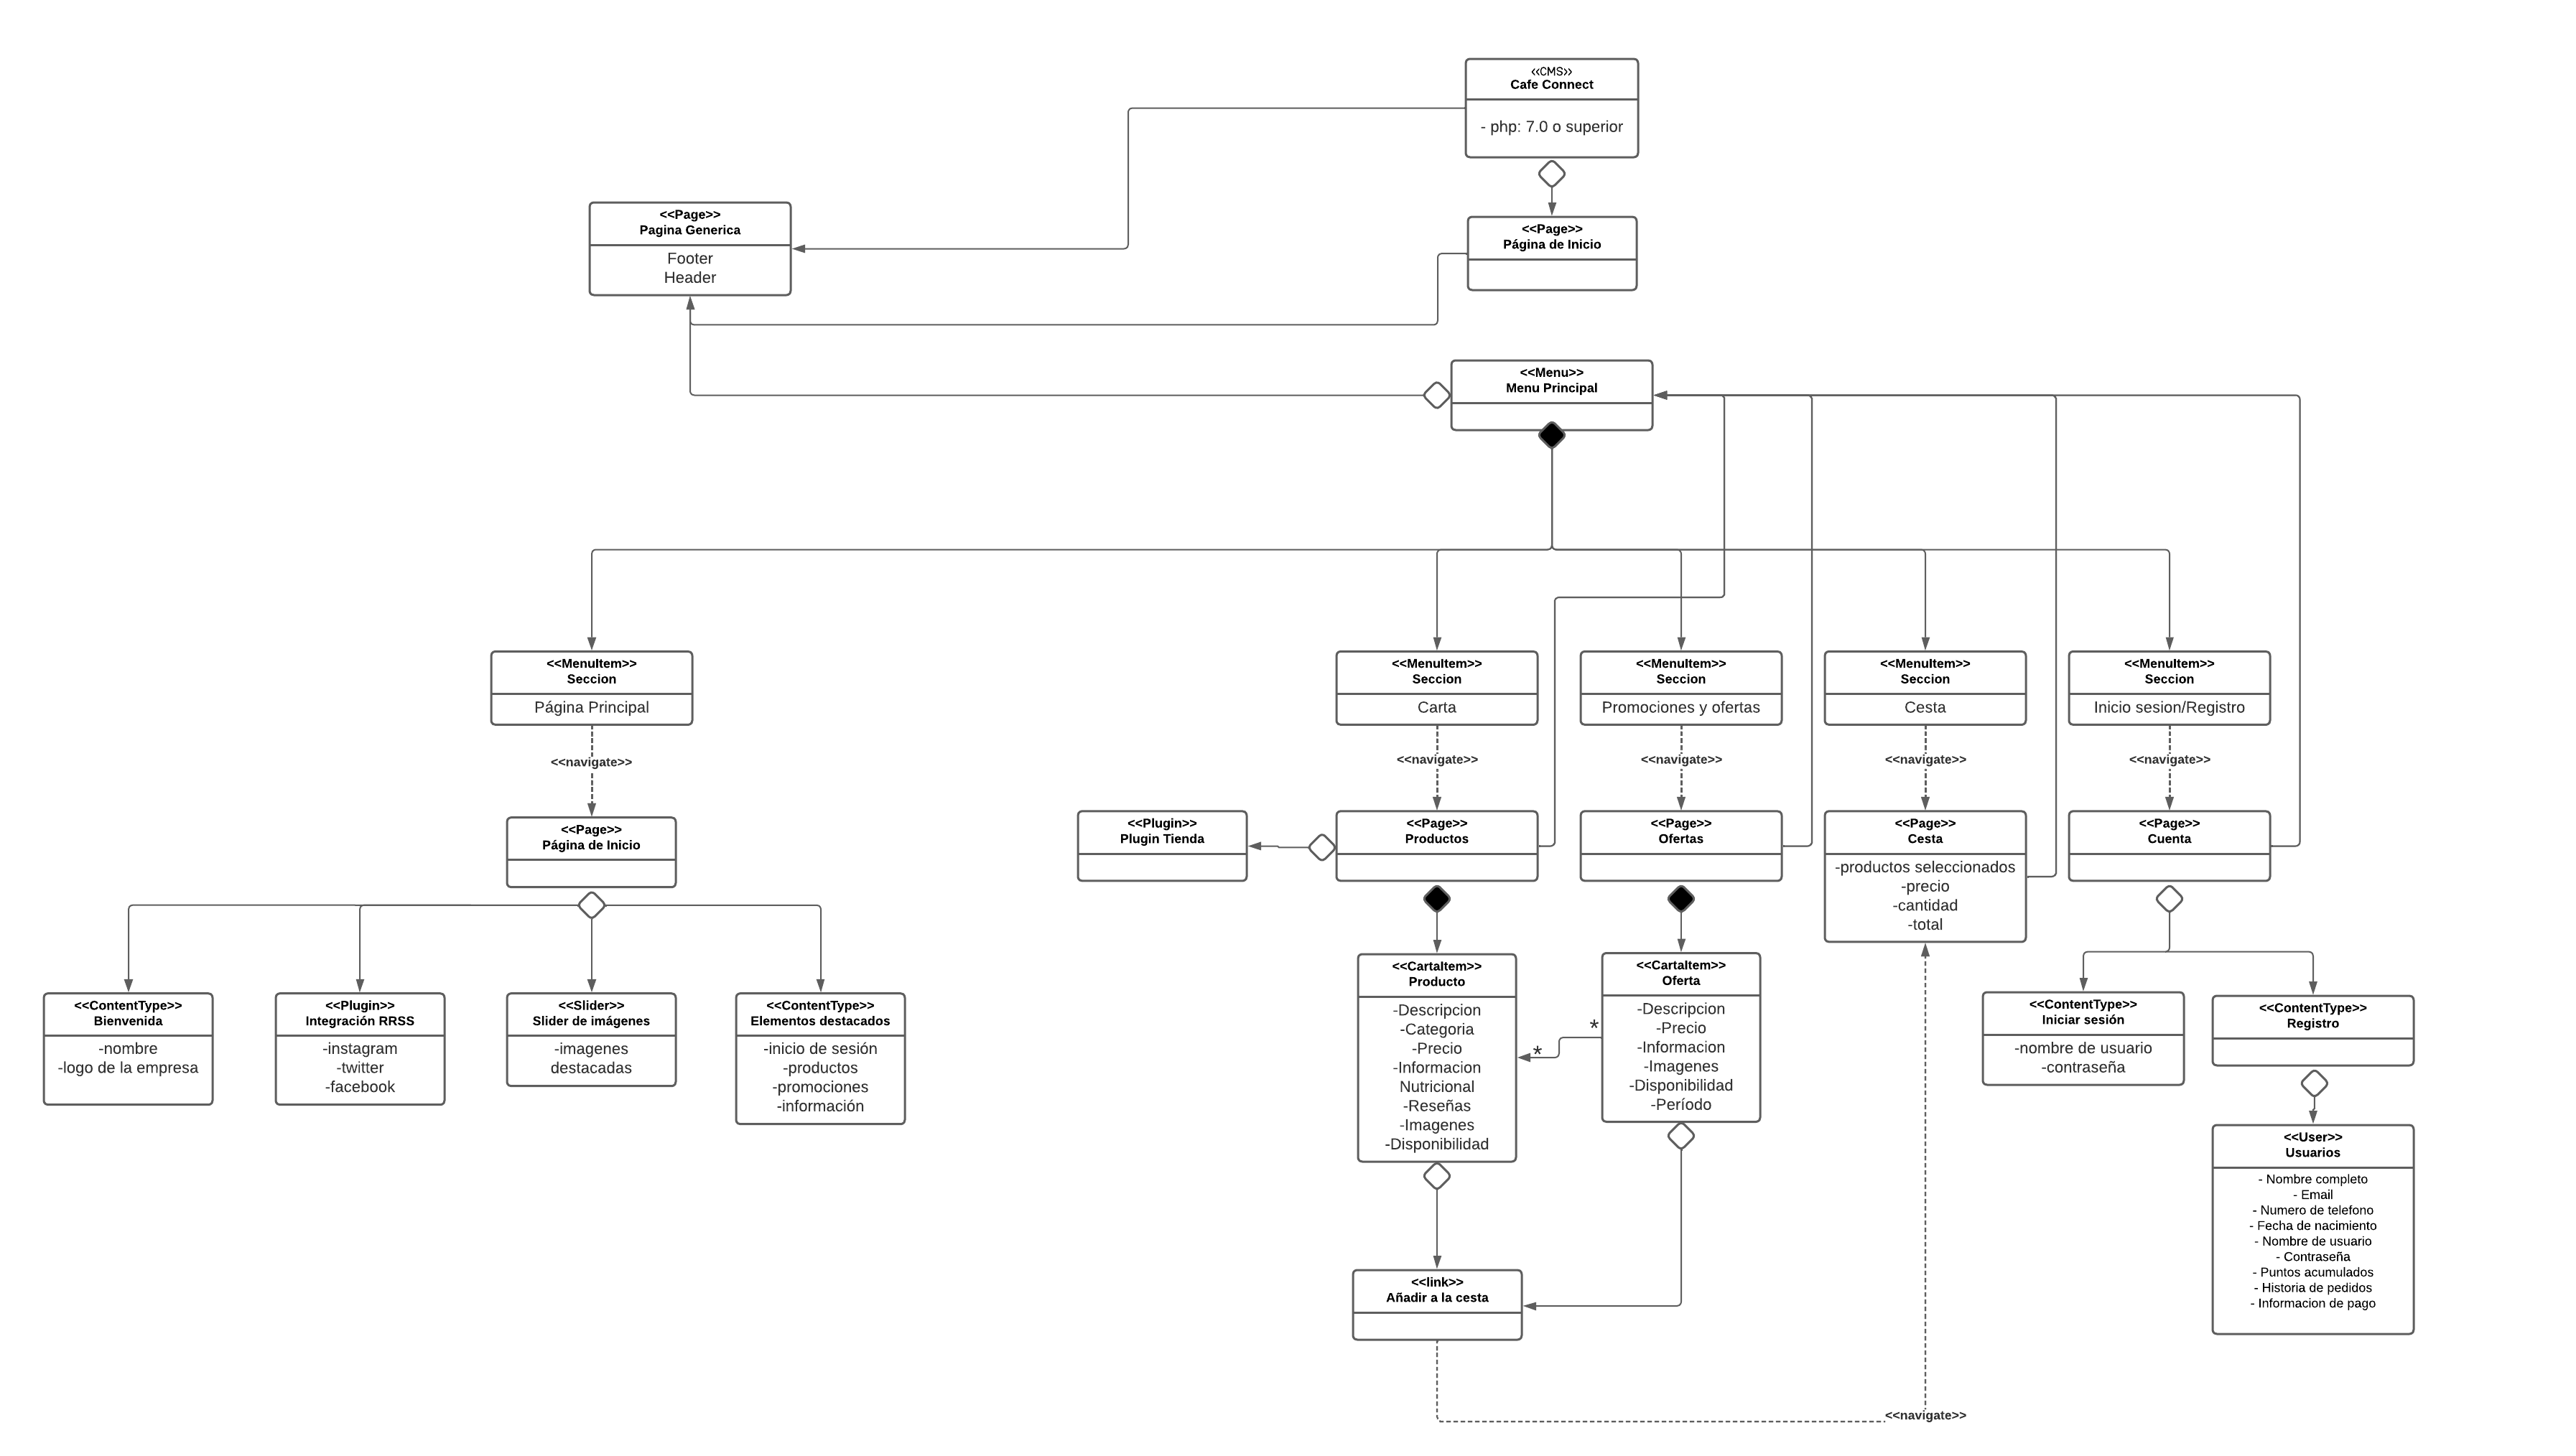 ‹‹CMS››
Cafe Connect
- php: 7.0 o superior
<<Page>>
Pagina Generica
Footer
Header
<<Page>>
Página de Inicio
<<Menu>>
Menu Principal
<<MenuItem>>
Seccion
Página Principal
<<MenuItem>>
Seccion
Carta
<<MenuItem>>
Seccion
Promociones y ofertas
<<MenuItem>>
Seccion
Cesta
<<MenuItem>>
Seccion
Inicio sesion/Registro
<<navigate>>
<<navigate>>
<<navigate>>
<<navigate>>
<<navigate>>
<<Page>>
Página de Inicio
<<Plugin>>
Plugin Tienda
<<Page>>
Productos
<<Page>>
Ofertas
<<Page>>
Cesta
-productos seleccionados
-precio
-cantidad
-total
<<Page>>
Cuenta
<<ContentType>>
Bienvenida
-nombre
-logo de la empresa
<<Plugin>>
Integración RRSS
-instagram
-twitter
-facebook
<<Slider>>
Slider de imágenes
-imagenes
destacadas
<<ContentType>>
Elementos destacados
-inicio de sesión
-productos
-promociones
-información
<<CartaItem>>
Producto
-Descripcion
-Categoria
-Precio
-Informacion
Nutricional
-Reseñas
-Imagenes
-Disponibilidad
*
*
<<CartaItem>>
Oferta
-Descripcion
-Precio
-Informacion
-Imagenes
-Disponibilidad
-Período
<<ContentType>>
Iniciar sesión
-nombre de usuario
-contraseña
<<ContentType>>
Registro
<<User>>
Usuarios
- Nombre completo
- Email
- Numero de telefono
- Fecha de nacimiento
- Nombre de usuario
- Contraseña
- Puntos acumulados
- Historia de pedidos
- Informacion de pago
<<link>>
Añadir a la cesta
<<navigate>>